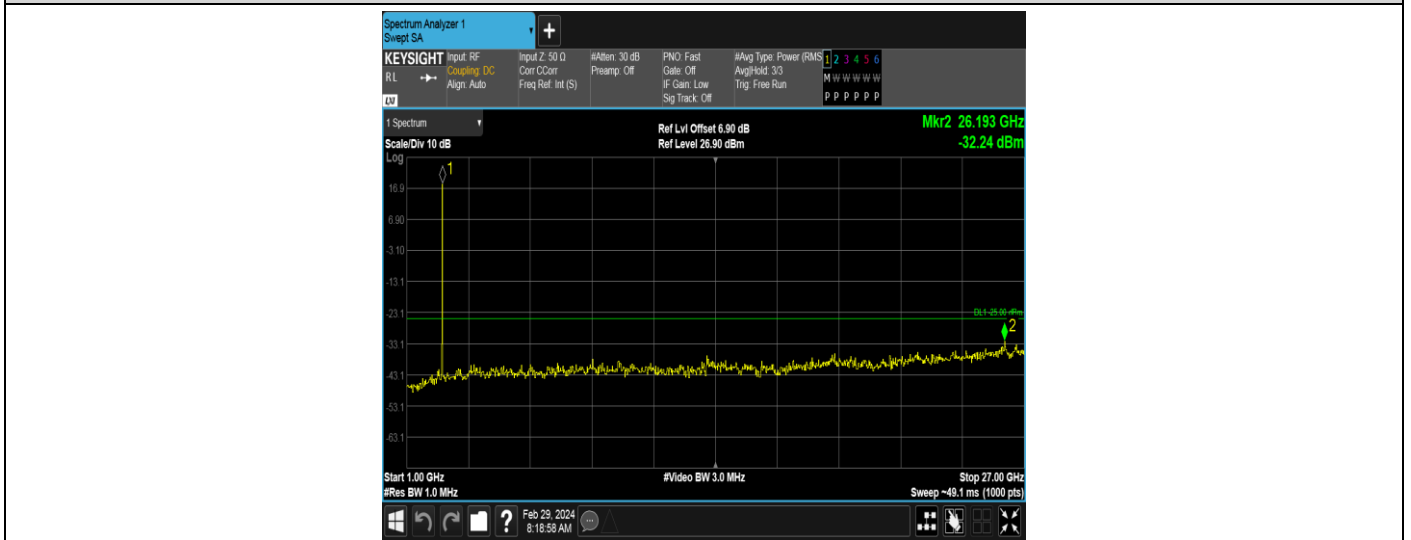 Spectrum Analyzer 1
Swept SA
+
KEYSIGHT
RL
LXI
Input: RF
Coupling: DC
Align: Auto
Input Z: 50 Ω
Corr CCorr
Freq Ref: Int (S)
#Atten: 30 dB
Preamp: Off
PNO: Fast
Gate: Off
IF Gain: Low
Sig Track: Off
#Avg Type: Power (RMS
Avg|Hold: 3/3
Trig: Free Run
1 2 3 4 5 6
M W W W W W
P P P P P P
1 Spectrum
Scale/Div 10 dB
Ref Lvl Offset 6.90 dB
Ref Level 26.90 dBm
Mkr2 26.193 GHz
-32.24 dBm
Log
1
16.9
6.90
-3.10
-13.1
-23.1
DL1 -25.00 dBm
2
-33.1
-43.1
-53.1
-63.1
Start 1.00 GHz
#Video BW 3.0 MHz
Stop 27.00 GHz
#Res BW 1.0 MHz
Sweep ~49.1 ms (1000 pts)
?
Feb 29, 2024
8:18:58 AM